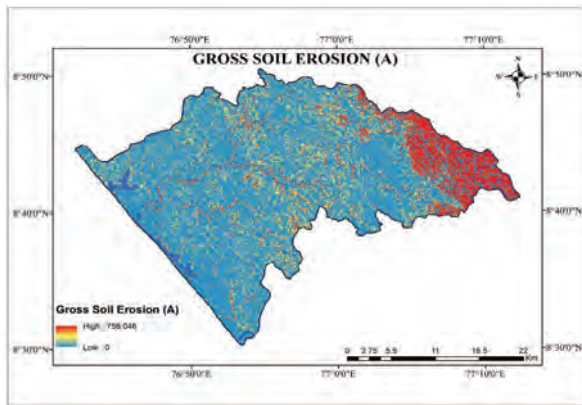 76°50'0"E 77°0'0"E 77°10'0"E
GROSS SOIL EROSION (A)
N
W E
S
8°50'0"N 8°50'0"N
8°40'0"N 8°40'0"N
Gross Soil Erosion (A)
High
Low 0
8°30'0"N 8°30'0"N
0 2.75 5.5 11 16.5 22
Km
76°50'0"E 77°0'0"E 77°10'0"E